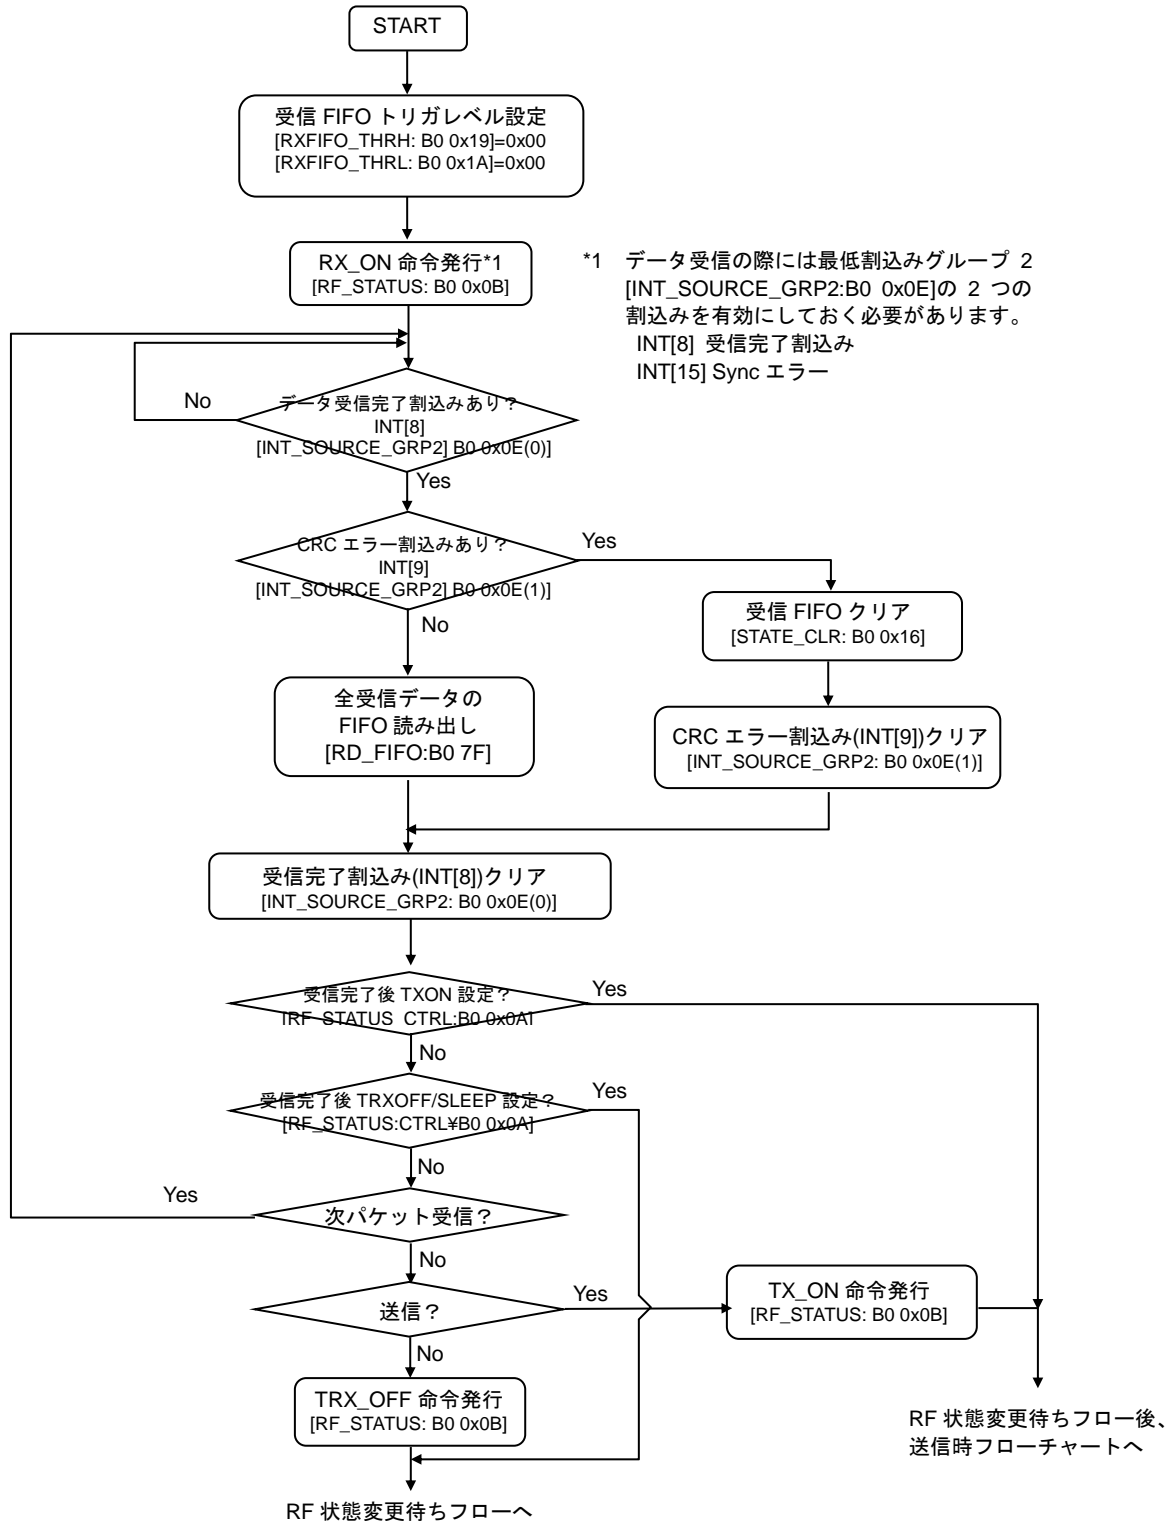 START
受信 FIFO トリガレベル設定
[RXFIFO_THRH: B0 0x19]=0x00
[RXFIFO_THRL: B0 0x1A]=0x00
RX_ON 命令発行*1
[RF_STATUS: B0 0x0B]
*1 データ受信の際には最低割込みグループ 2
[INT_SOURCE_GRP2:B0 0x0E]の 2 つの
割込みを有効にしておく必要があります。
INT[8] 受信完了割込み
INT[15] Sync エラー
No
データ受信完了割込みあり？
INT[8]
[INT_SOURCE_GRP2] B0 0x0E(0)]
Yes
CRC エラー割込みあり？
INT[9]
[INT_SOURCE_GRP2] B0 0x0E(1)]
Yes
No
受信 FIFO クリア
[STATE_CLR: B0 0x16]
全受信データの
FIFO 読み出し
[RD_FIFO:B0 7F]
CRC エラー割込み(INT[9])クリア
[INT_SOURCE_GRP2: B0 0x0E(1)]
受信完了割込み(INT[8])クリア
[INT_SOURCE_GRP2: B0 0x0E(0)]
受信完了後 TXON 設定？
[RF_STATUS_CTRL:B0 0x0A]
Yes
No
受信完了後 TRXOFF/SLEEP 設定？
[RF_STATUS:CTRL¥B0 0x0A]
Yes
No
次パケット受信？
Yes
No
送信？
Yes
No
TX_ON 命令発行
[RF_STATUS: B0 0x0B]
TRX_OFF 命令発行
[RF_STATUS: B0 0x0B]
RF 状態変更待ちフロー後、
送信時フローチャートへ
RF 状態変更待ちフローへ